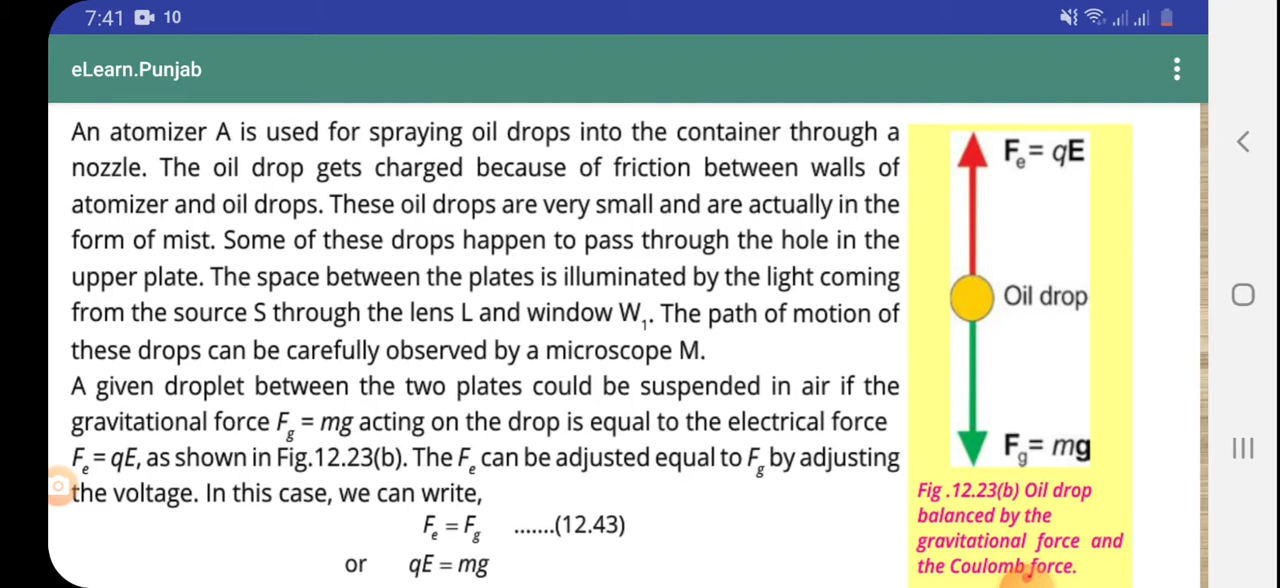 7:41 10
eLearn.Punjab
An atomizer A is used for spraying oil drops into the container through a
nozzle. The oil drop gets charged because of friction between walls of
atomizer and oil drops. These oil drops are very small and are actually in the
form of mist. Some of these drops happen to pass through the hole in the
upper plate. The space between the plates is illuminated by the light coming
from the source S through the lens L and window W₁. The path of motion of
these drops can be carefully observed by a microscope M.
A given droplet between the two plates could be suspended in air if the
gravitational force F_g = mg acting on the drop is equal to the electrical force
F_e = qE, as shown in Fig.12.23(b). The F_e can be adjusted equal to F_g by adjusting
the voltage. In this case, we can write,
F_e = F_g .......(12.43)
or qE = mg
F_e = qE
Oil drop
F_g = mg
Fig .12.23(b) Oil drop
balanced by the
gravitational force and
the Coulomb force.